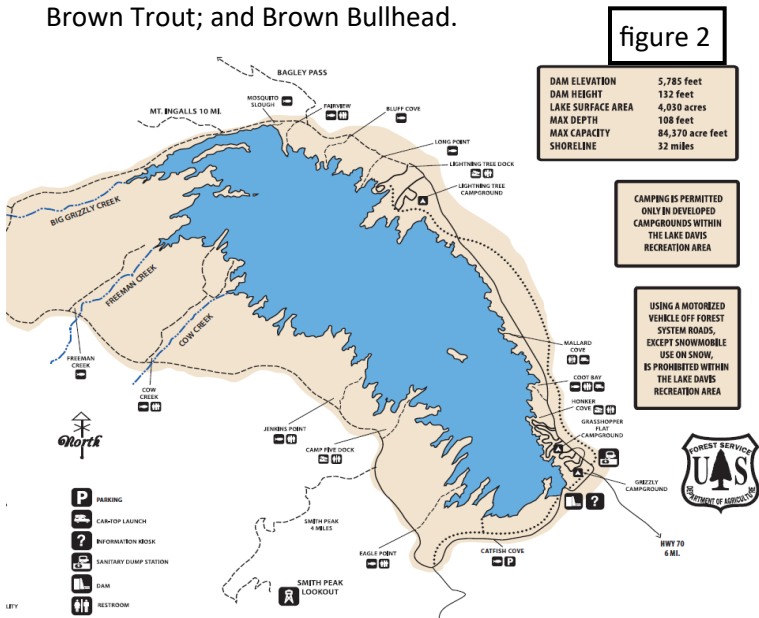 Brown Trout; and Brown Bullhead.
figure 2
BAGLEY PASS
MOSQUITO
SLOUGH
FAIRVIEW
BLUFF COVE
MT. INGALLS 10 MI.
LONG POINT
LIGHTNING TREE DOCK
LIGHTNING TREE
CAMPGROUND
DAM ELEVATION 5,785 feet
DAM HEIGHT 132 feet
LAKE SURFACE AREA 4,030 acres
MAX DEPTH 108 feet
MAX CAPACITY 84,370 acre feet
SHORELINE 32 miles
CAMPING IS PERMITTED
ONLY IN DEVELOPED
CAMPGROUNDS WITHIN
THE LAKE DAVIS
RECREATION AREA
BIG GRIZZLY CREEK
FREEMAN CREEK
COW CREEK
USING A MOTORIZED
VEHICLE OFF FOREST
SYSTEM ROADS,
EXCEPT SNOWMOBILE
USE ON SNOW,
IS PROHIBITED WITHIN
THE LAKE DAVIS
RECREATION AREA
FREEMAN
CREEK
COW
CREEK
MALLARD
COVE
COOT BAY
HONKER
COVE
GRASSHOPPER
FLAT
CAMPGROUND
North
JENKINS POINT
CAMP FIVE DOCK
GRIZZLY
CAMPGROUND
FOREST SERVICE
U S
DEPARTMENT OF AGRICULTURE
P PARKING
CAR-TOP LAUNCH
? INFORMATION KIOSK
SANITARY DUMP STATION
DAM
RESTROOM
LITY
SMITH PEAK
4 MILES
SMITH PEAK
LOOKOUT
EAGLE POINT
CATFISH COVE
P
?
HWY 70
6 MI.